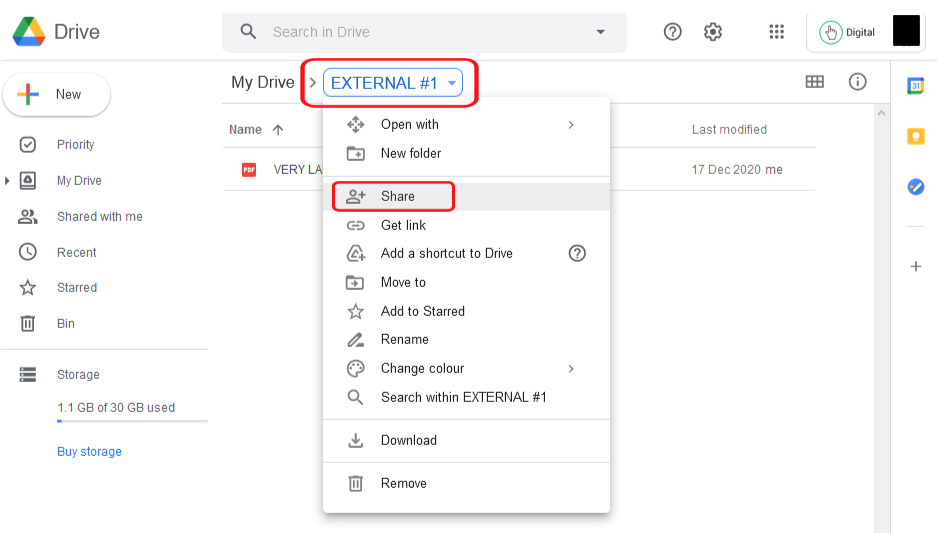 Drive
Search in Drive
Digital
New
My Drive
EXTERNAL #1
31
Name
Last modified
PDF
VERY LA
17 Dec 2020 me
Priority
My Drive
Shared with me
Recent
Starred
Bin
Storage
1.1 GB of 30 GB used
Buy storage
Open with
New folder
Share
Get link
Add a shortcut to Drive
Move to
Add to Starred
Rename
Change colour
Search within EXTERNAL #1
Download
Remove